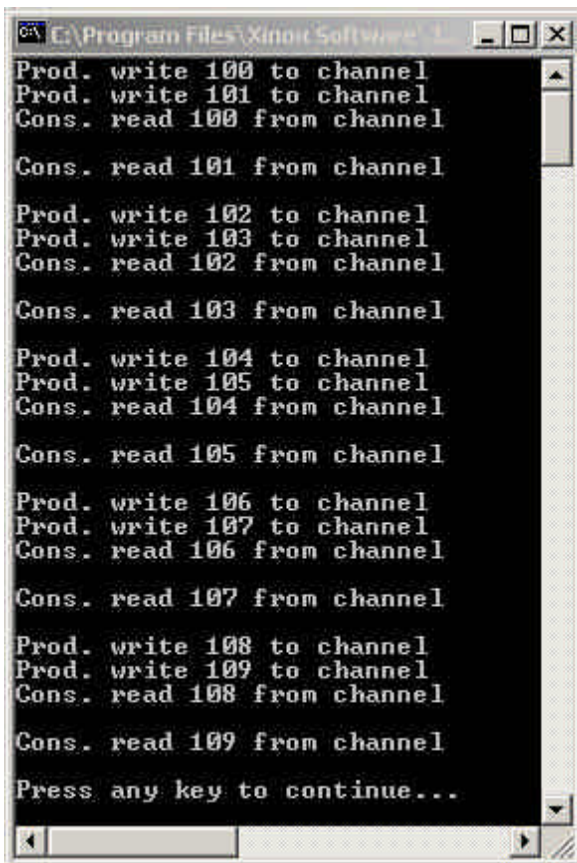 C:\Program Files\Xinox Software\
Prod. write 100 to channel
Prod. write 101 to channel
Cons. read 100 from channel
Cons. read 101 from channel
Prod. write 102 to channel
Prod. write 103 to channel
Cons. read 102 from channel
Cons. read 103 from channel
Prod. write 104 to channel
Prod. write 105 to channel
Cons. read 104 from channel
Cons. read 105 from channel
Prod. write 106 to channel
Prod. write 107 to channel
Cons. read 106 from channel
Cons. read 107 from channel
Prod. write 108 to channel
Prod. write 109 to channel
Cons. read 108 from channel
Cons. read 109 from channel
Press any key to continue...